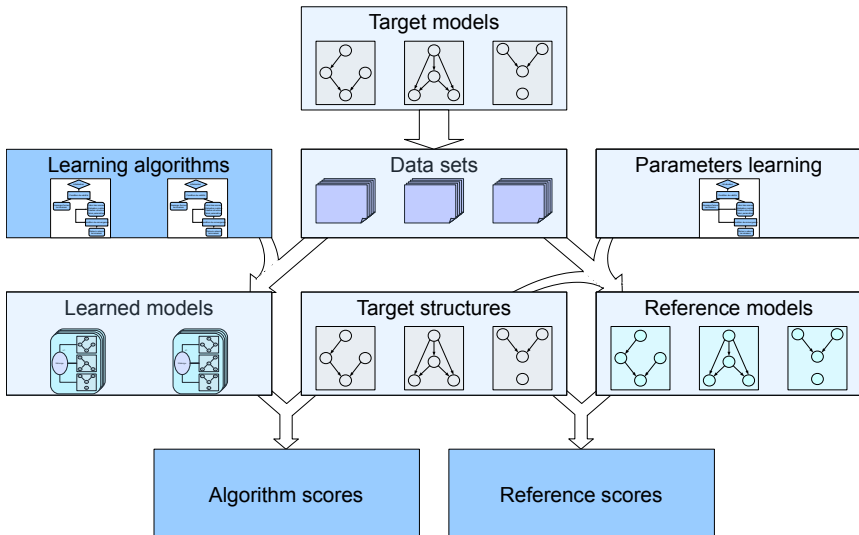 Target models
Learning algorithms
Data sets
Parameters learning
Learned models
Target structures
Reference models
Algorithm scores
Reference scores